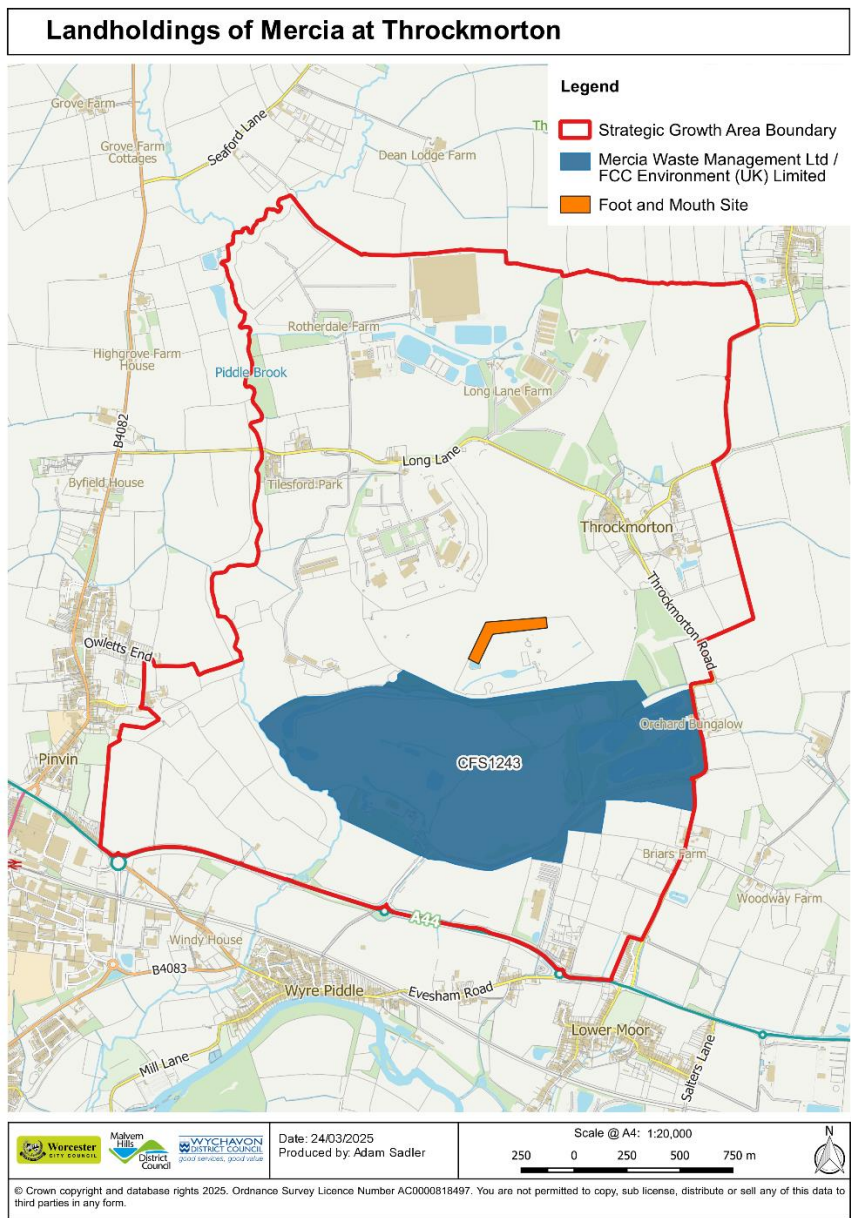 Landholdings of Mercia at Throckmorton
Legend
Strategic Growth Area Boundary
Mercia Waste Management Ltd /
FCC Environment (UK) Limited
Foot and Mouth Site
Grove Farm
Grove Farm
Cottages
Seaford Lane
Dean Lodge Farm
Th
Rotherdale Farm
Highgrove Farm
House
Piddle Brook
Long Lane Farm
B4082
Long Lane
Byfield House
Tilesford Park
Throckmorton
Throckmorton Road
Owletts End
Orchard Bungalow
Pinvin
CFS1243
Briars Farm
Woodway Farm
A44
Windy House
B4083
Wyre Piddle
Evesham Road
Lower Moor
Mill Lane
Salters Lane
Worcester
CITY COUNCIL
Malvern
Hills
District
Council
WYCHAVON
DISTRICT COUNCIL
good services, good value
Date: 24/03/2025
Produced by: Adam Sadler
Scale @ A4: 1:20,000
250 0 250 500 750 m
N
© Crown copyright and database rights 2025. Ordnance Survey Licence Number AC0000818497. You are not permitted to copy, sub license, distribute or sell any of this data to
third parties in any form.